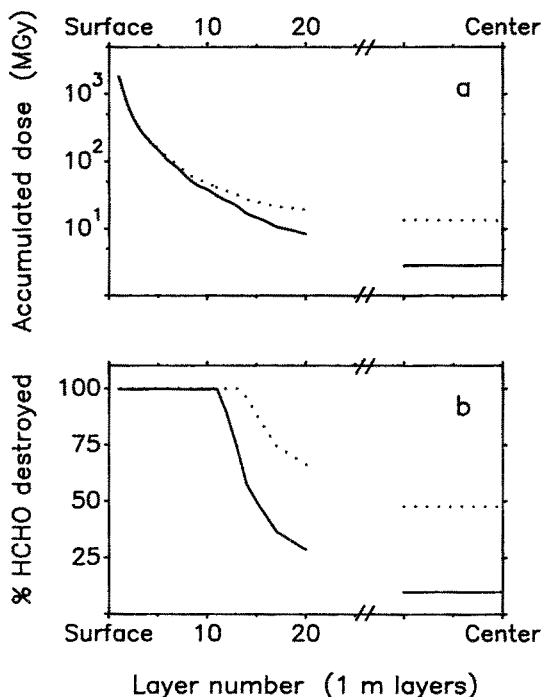 Surface 10 20 Center
Accumulated dose (MGy)
10³
10²
10¹
a
% HCHO destroyed
100
75
50
25
b
Surface 10 20 Center
Layer number (1 m layers)